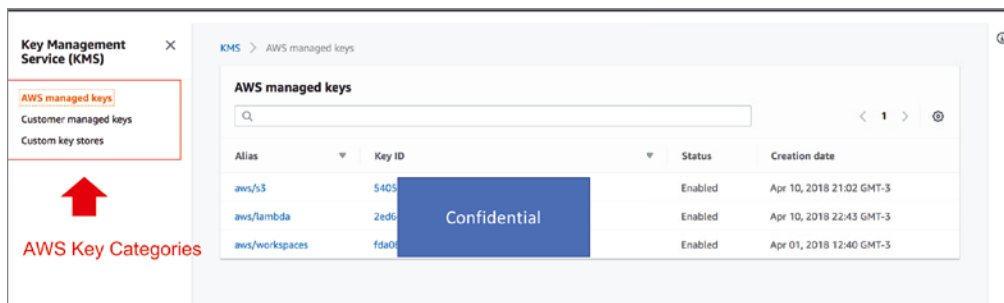 Key Management
Service (KMS)
AWS managed keys
Customer managed keys
Custom key stores
AWS Key Categories
KMS > AWS managed keys
AWS managed keys
1
Alias Key ID Status Creation date
aws/s3 5405 Enabled Apr 10, 2018 21:02 GMT-3
aws/lambda 2ed6 Enabled Apr 10, 2018 22:43 GMT-3
aws/workspaces fda08 Enabled Apr 01, 2018 12:40 GMT-3
Confidential